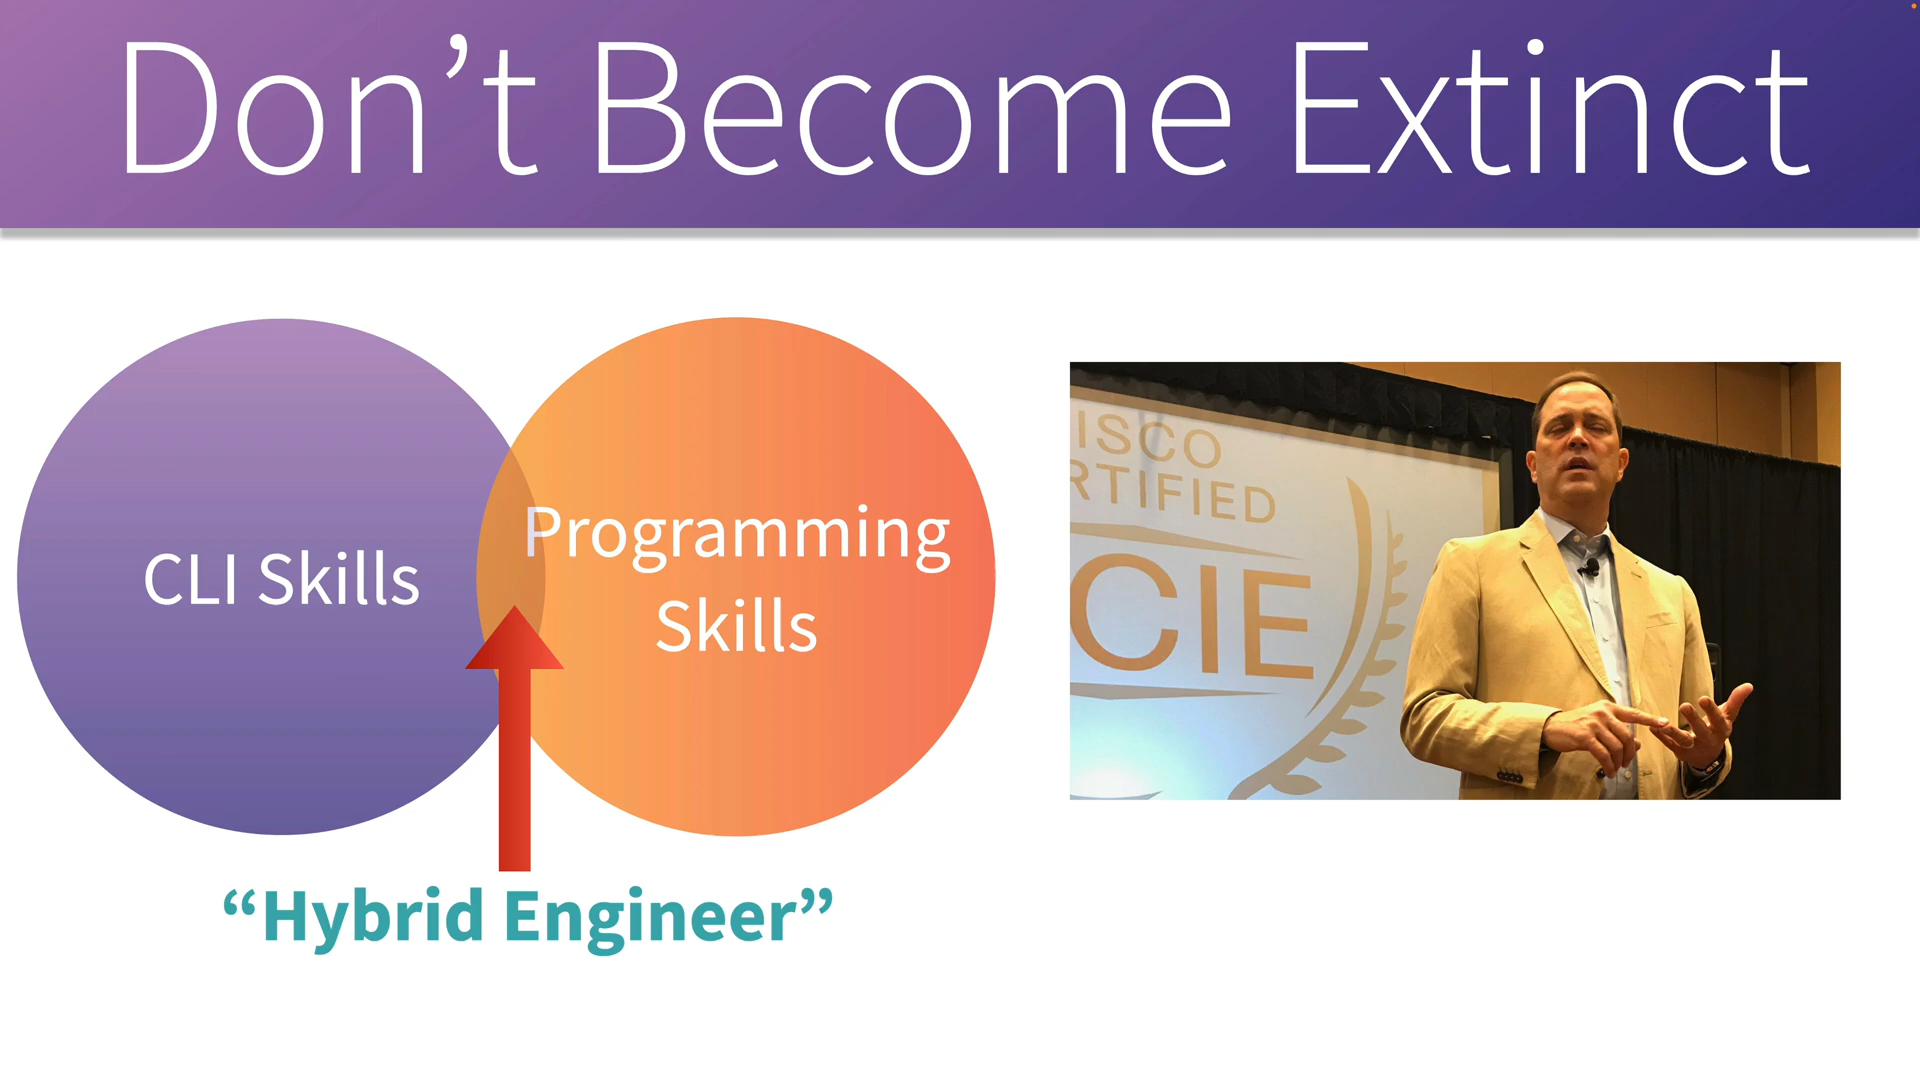 Don’t Become Extinct
CLI Skills
Programming
Skills
“Hybrid Engineer”
ISCO
RTIFIED
CIE